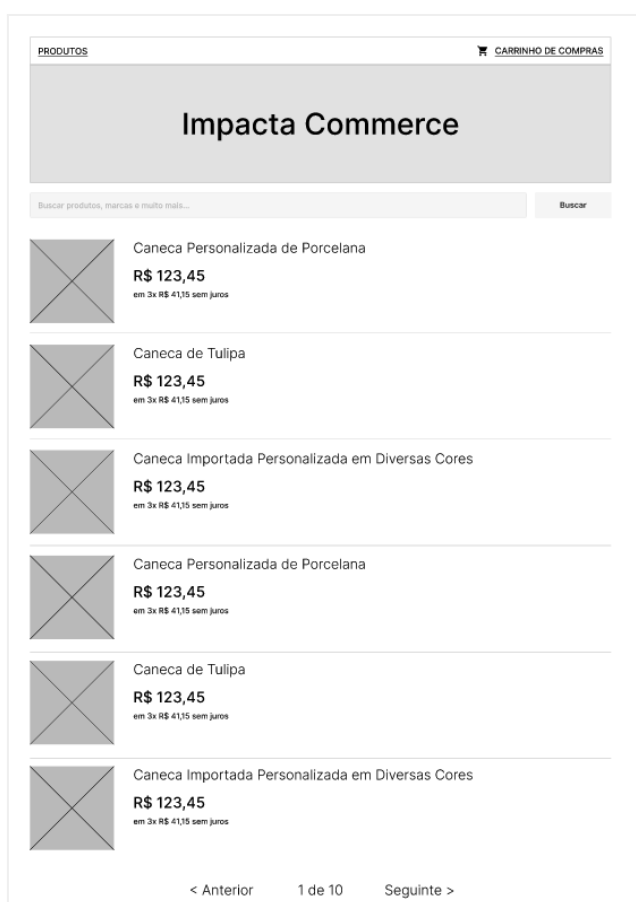 PRODUTOS
CARRINHO DE COMPRAS
Impacta Commerce
Buscar produtos, marcas e muito mais...
Buscar
Caneca Personalizada de Porcelana
R$ 123,45
em 3x R$ 41,15 sem juros
Caneca de Tulipa
R$ 123,45
em 3x R$ 41,15 sem juros
Caneca Importada Personalizada em Diversas Cores
R$ 123,45
em 3x R$ 41,15 sem juros
Caneca Personalizada de Porcelana
R$ 123,45
em 3x R$ 41,15 sem juros
Caneca de Tulipa
R$ 123,45
em 3x R$ 41,15 sem juros
Caneca Importada Personalizada em Diversas Cores
R$ 123,45
em 3x R$ 41,15 sem juros
< Anterior 1 de 10 Seguinte >